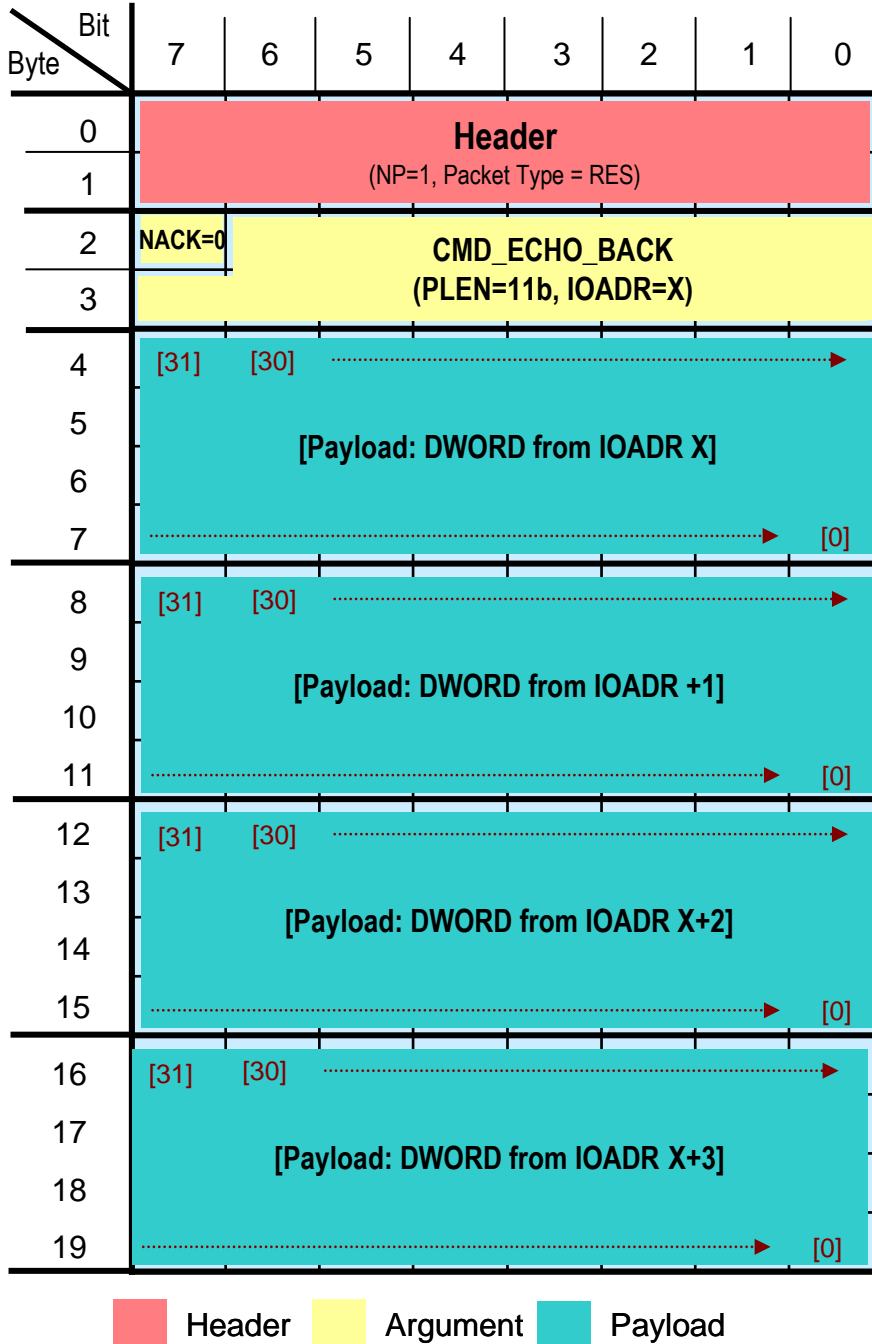 Bit
Byte 7 6 5 4 3 2 1 0
0
Header
1
(NP=1, Packet Type = RES)
2
NACK=0
CMD_ECHO_BACK
3
(PLEN=11b, IOADR=X)
4 [31] [30]
5
[Payload: DWORD from IOADR X]
6
7 [0]
8 [31] [30]
9
[Payload: DWORD from IOADR +1]
10
11 [0]
12 [31] [30]
13
[Payload: DWORD from IOADR X+2]
14
15 [0]
16 [31] [30]
17
[Payload: DWORD from IOADR X+3]
18
19 [0]
Header Argument Payload